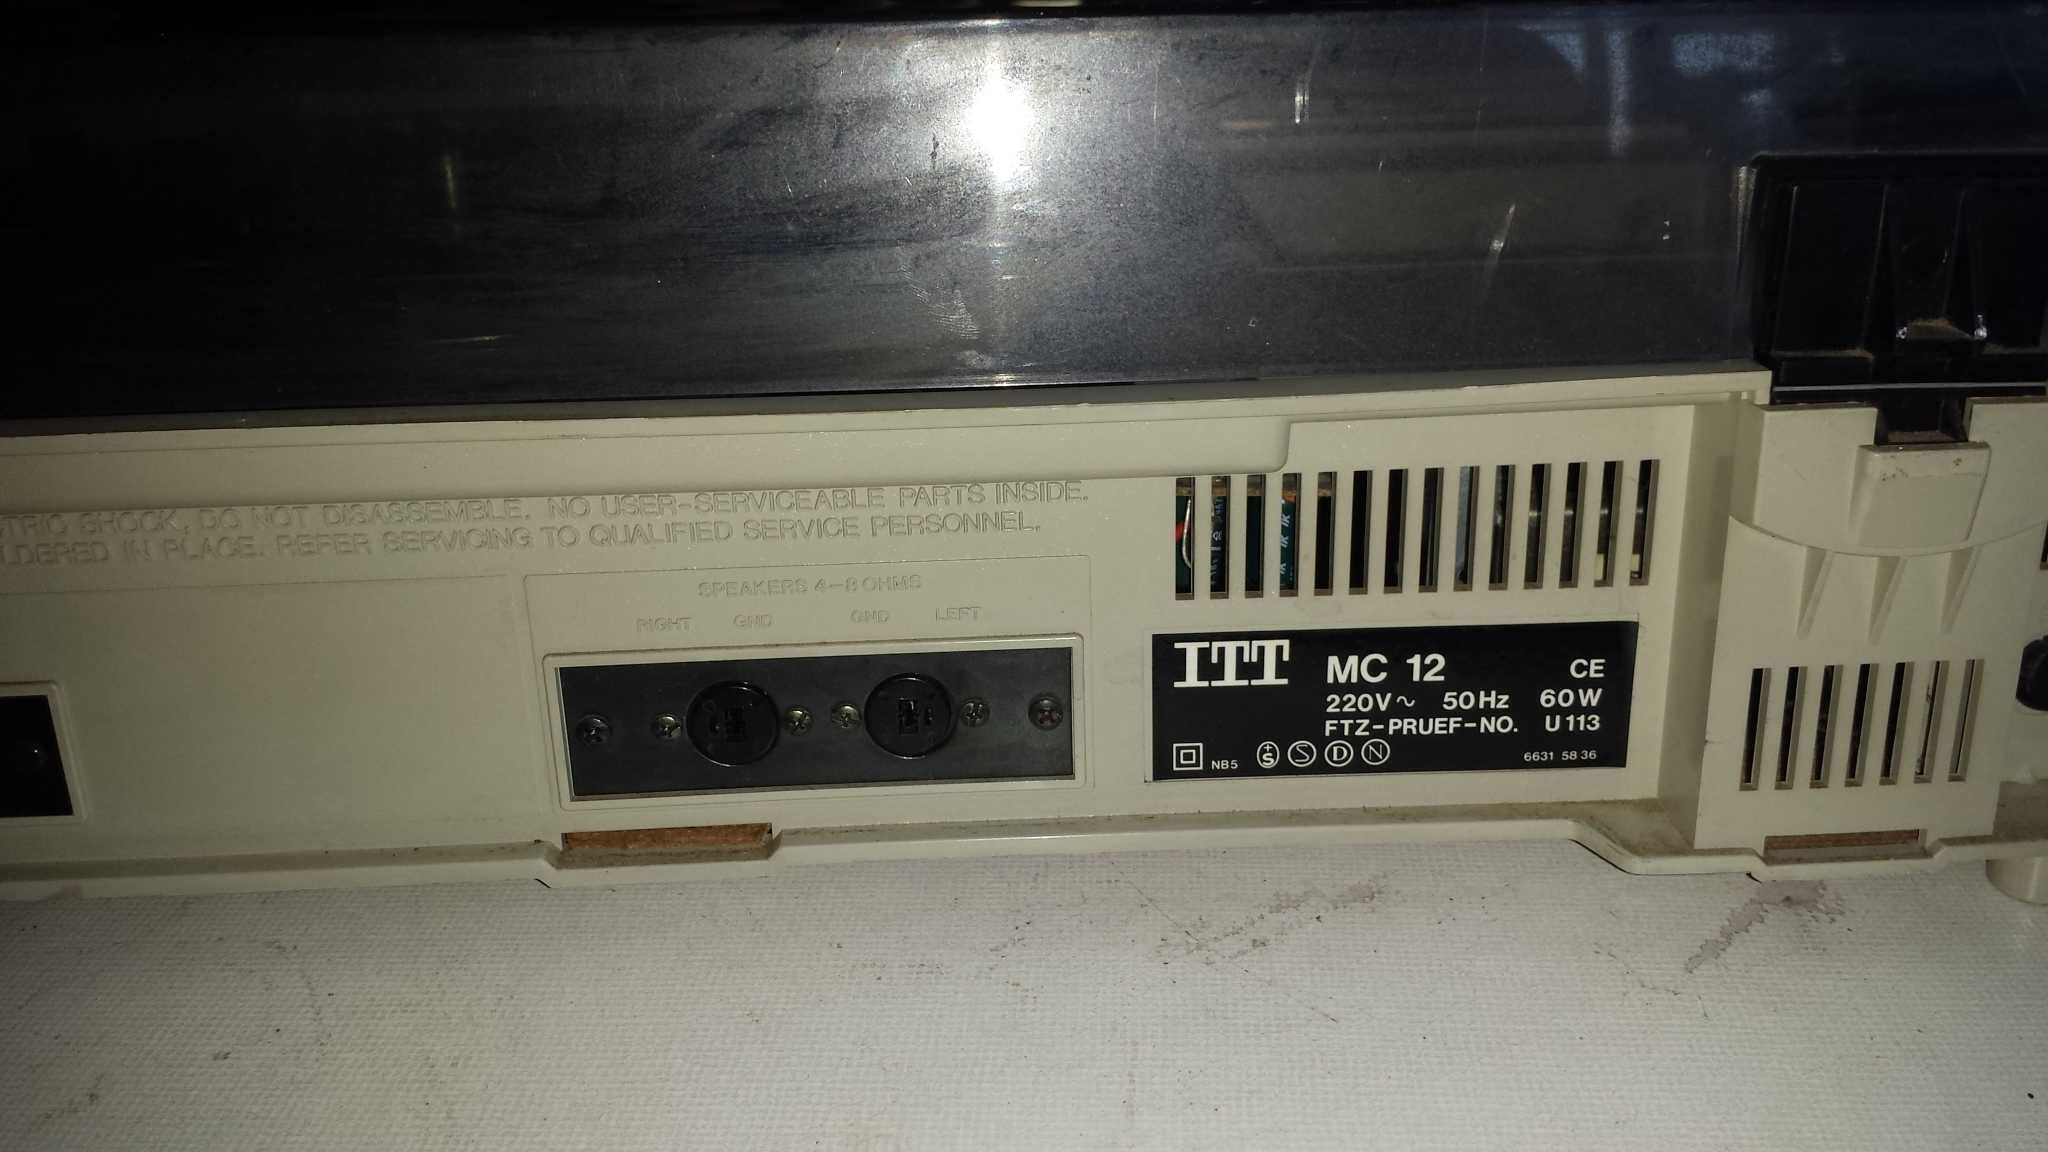 TRIC SHOCK, DO NOT DISASSEMBLE. NO USER-SERVICEABLE PARTS INSIDE.
LDERED IN PLACE. REFER SERVICING TO QUALIFIED SERVICE PERSONNEL.
SPEAKERS 4-8 OHMS
RIGHT GND GND LEFT
ITT MC 12 CE
220V~ 50Hz 60W
FTZ-PRUEF-NO. U113
NB5 +S S D N 6631 58 36